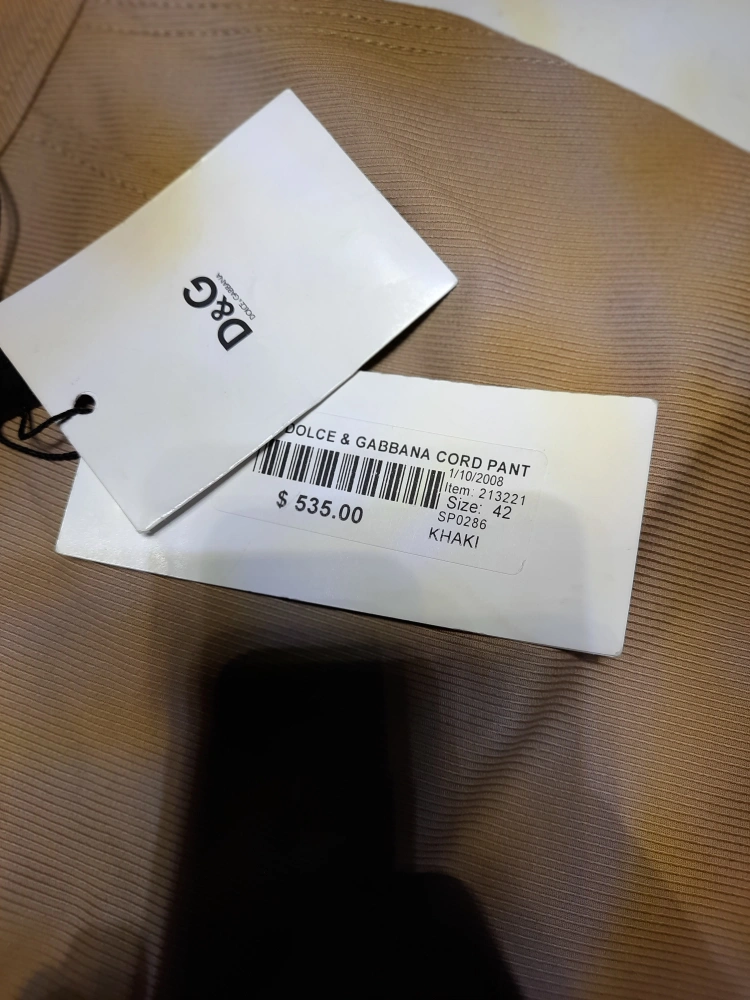 D&G
DOLCE & GABBANA
DOLCE & GABBANA CORD PANT
1/10/2008
Item: 213221
Size: 42
$ 535.00
SP0286
KHAKI